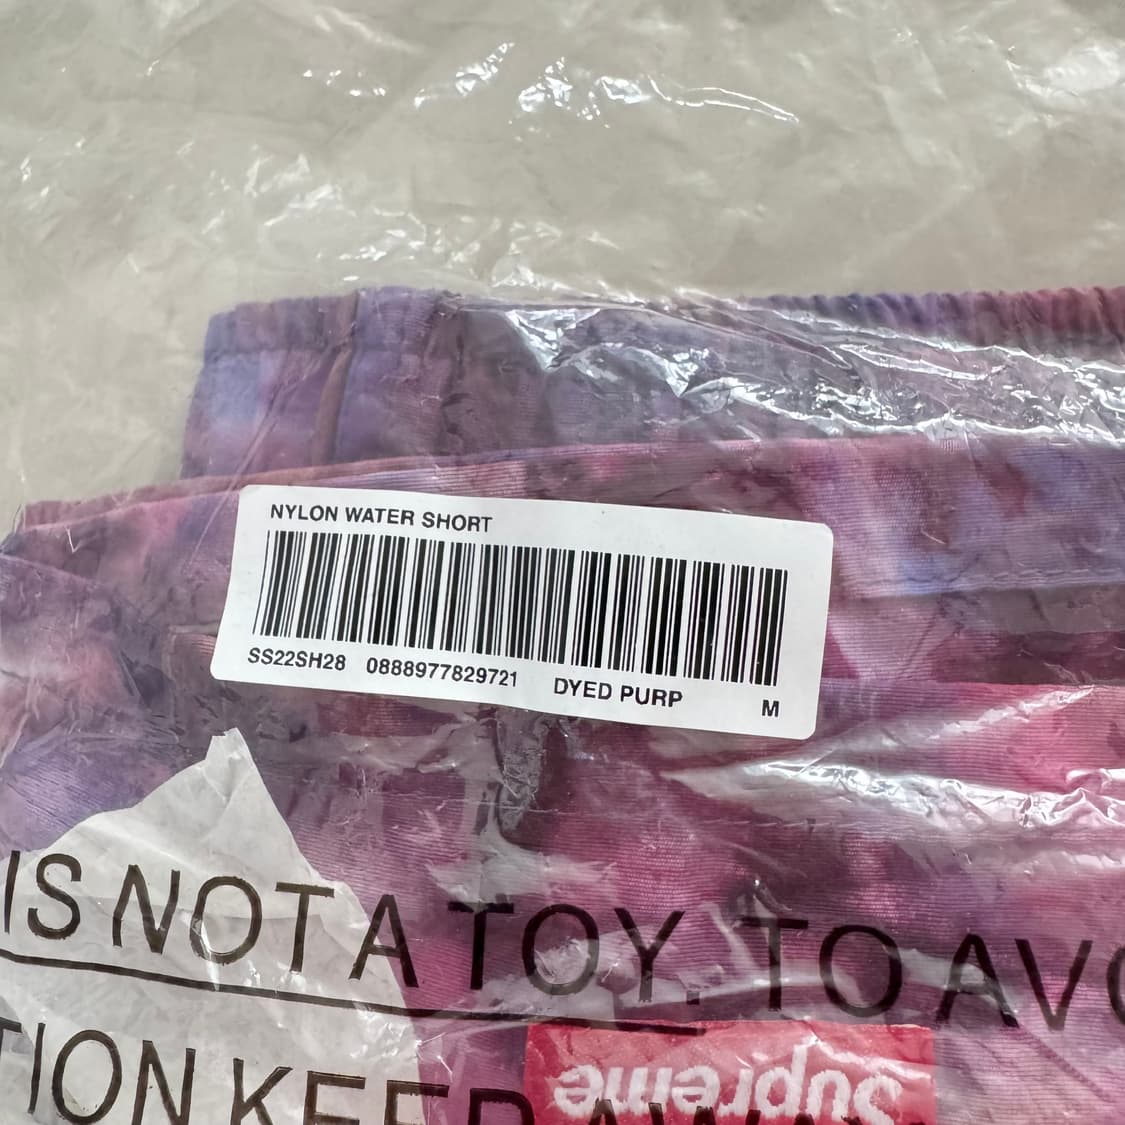 NYLON WATER SHORT
SS22SH28 0888977829721 DYED PURP M
IS NOT A TOY. TO AVO
TION KEEP AWAY
Supreme